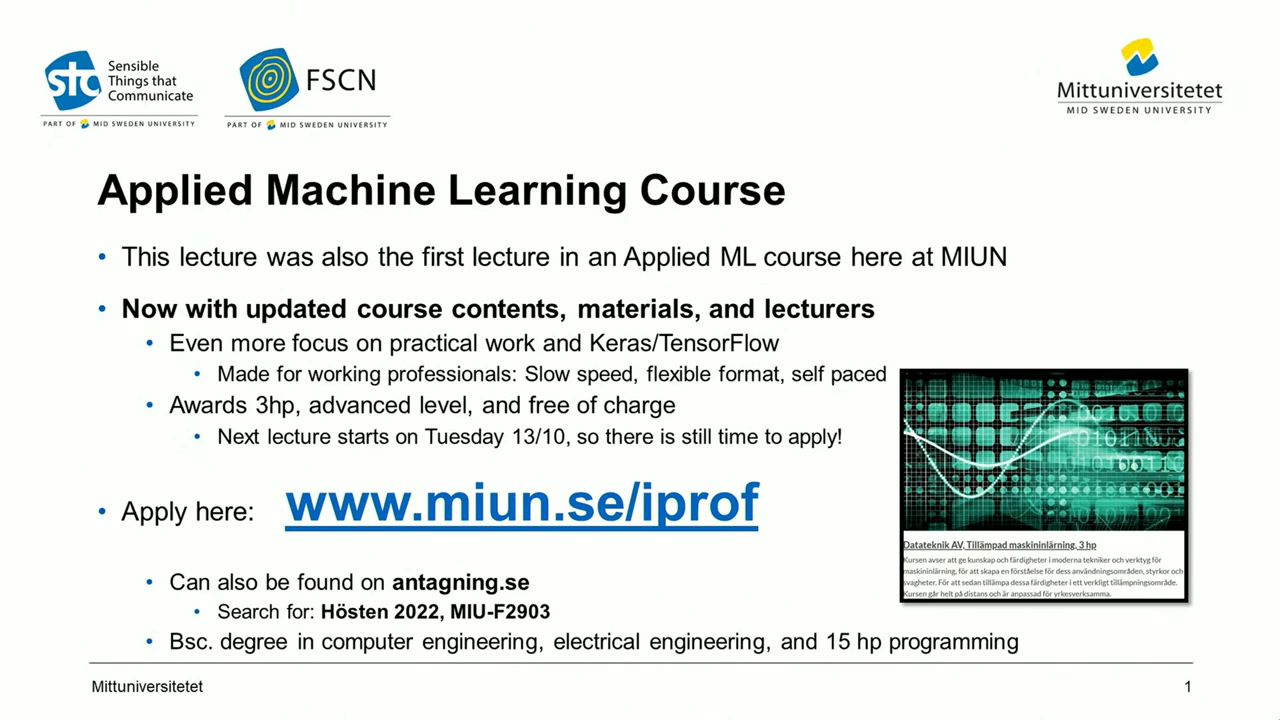 stc
Sensible
Things that
Communicate
PART OF MID SWEDEN UNIVERSITY
FSCN
PART OF MID SWEDEN UNIVERSITY
Mittuniversitetet
MID SWEDEN UNIVERSITY
Applied Machine Learning Course
• This lecture was also the first lecture in an Applied ML course here at MIUN
• Now with updated course contents, materials, and lecturers
• Even more focus on practical work and Keras/TensorFlow
• Made for working professionals: Slow speed, flexible format, self paced
• Awards 3hp, advanced level, and free of charge
• Next lecture starts on Tuesday 13/10, so there is still time to apply!
• Apply here: www.miun.se/iprof
• Can also be found on antagning.se
• Search for: Hösten 2022, MIU-F2903
• Bsc. degree in computer engineering, electrical engineering, and 15 hp programming
Datateknik AV, Tillämpad maskininlärning, 3 hp
Kursen avser att ge kunskap och färdigheter i moderna tekniker och verktyg för
maskininlärning, för att skapa en förståelse för dess användningsområden, styrkor och
svagheter. För att sedan tillämpa dessa färdigheter i ett verkligt tillämpningsområde.
Kursen går helt på distans och är anpassad för yrkesverksamma.
Mittuniversitetet
1